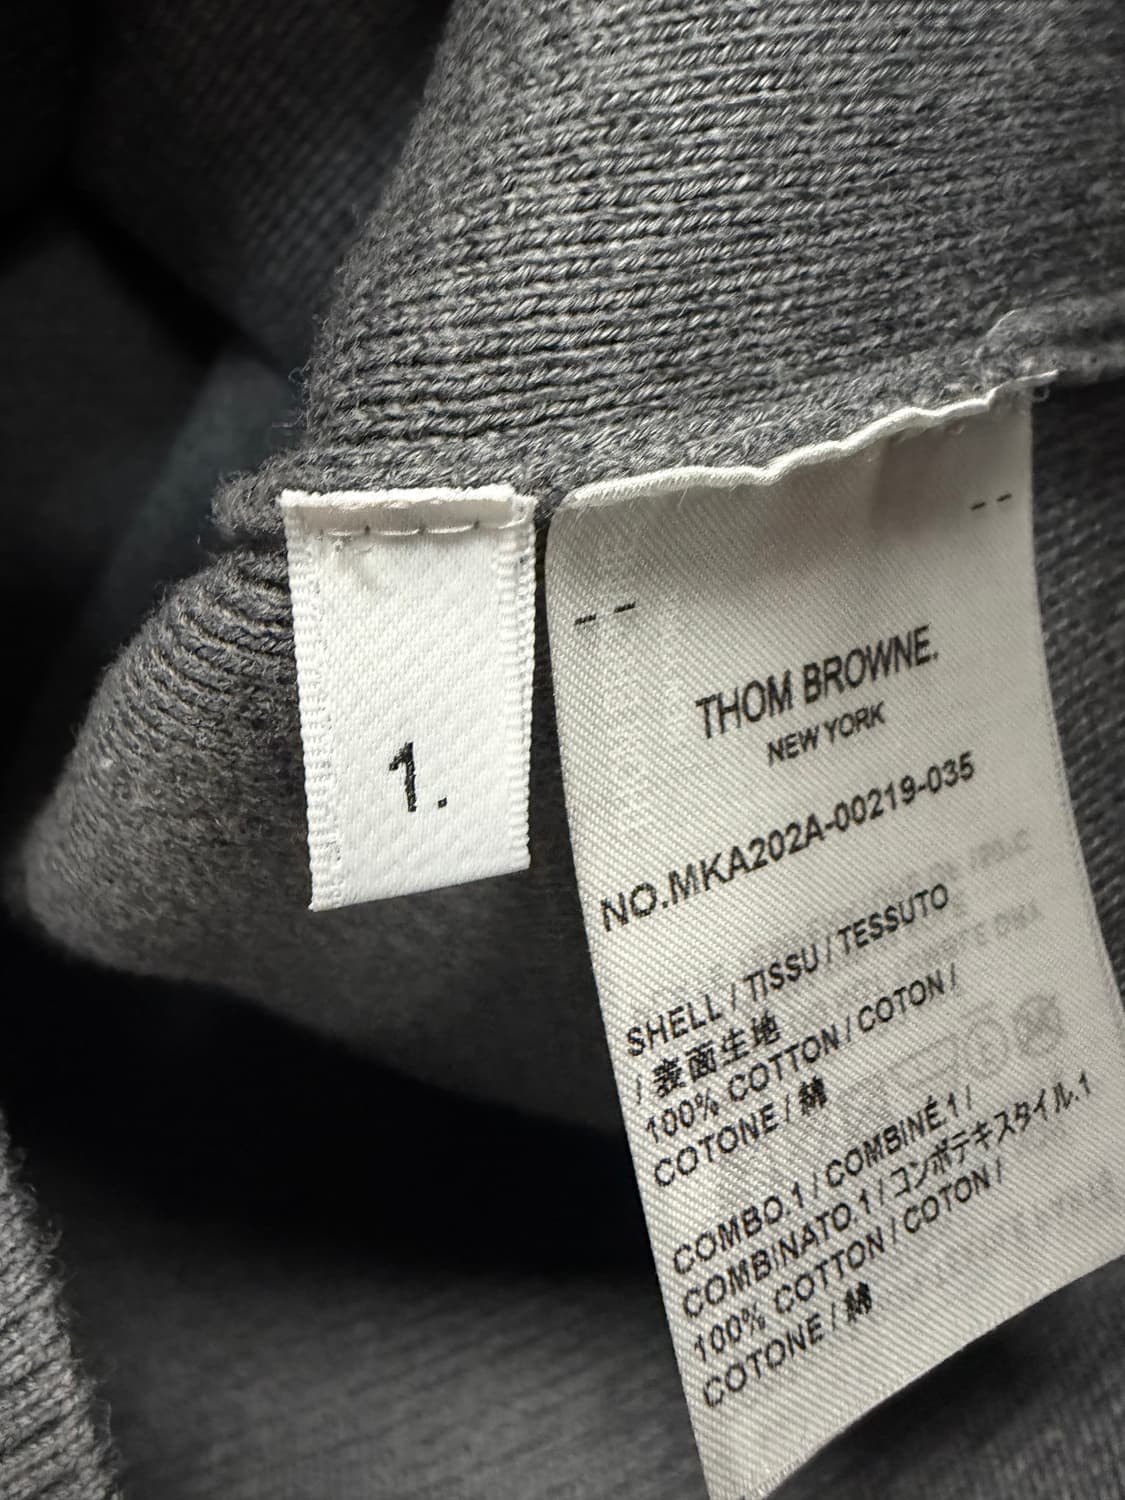 1.
-- --
THOM BROWNE.
NEW YORK
NO.MKA202A-00219-035
SHELL / TISSU / TESSUTO
/ 表面生地
100% COTTON / COTON /
COTONE / 綿
COMBO.1 / COMBINÉ.1 /
COMBINATO.1 / コンボテキスタイル.1
100% COTTON / COTON /
COTONE / 綿